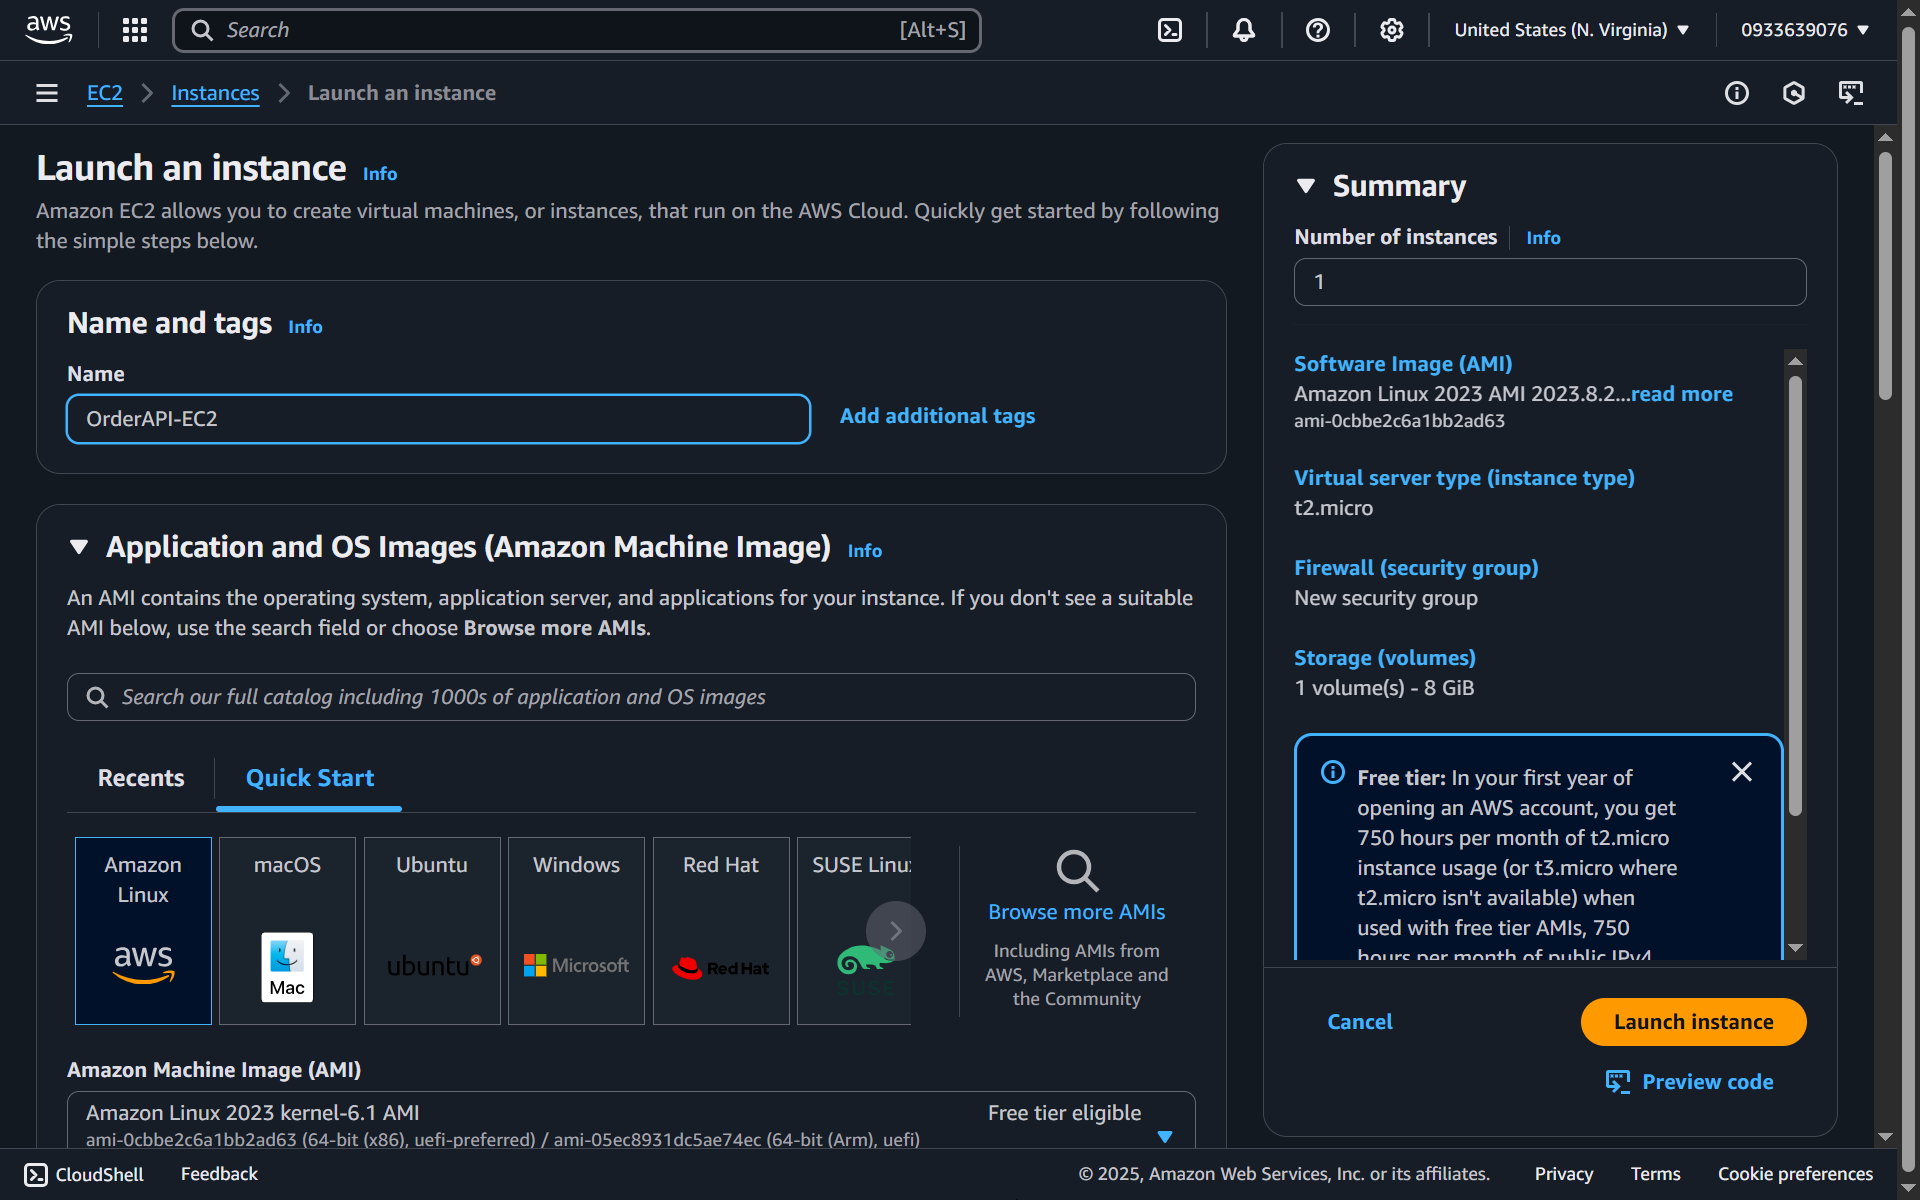 aws
Search
[Alt+S]
United States (N. Virginia)
0933639076
EC2
Instances
Launch an instance
Launch an instance
Info
Amazon EC2 allows you to create virtual machines, or instances, that run on the AWS Cloud. Quickly get started by following
the simple steps below.
Name and tags
Info
Name
OrderAPI-EC2
Add additional tags
Application and OS Images (Amazon Machine Image)
Info
An AMI contains the operating system, application server, and applications for your instance. If you don't see a suitable
AMI below, use the search field or choose Browse more AMIs.
Search our full catalog including 1000s of application and OS images
Recents
Quick Start
Amazon
Linux
aws
macOS
Mac
Ubuntu
ubuntu
Windows
Microsoft
Red Hat
RedHat
SUSE Linu
SUSE
Browse more AMIs
Including AMIs from
AWS, Marketplace and
the Community
Amazon Machine Image (AMI)
Amazon Linux 2023 kernel-6.1 AMI
Free tier eligible
ami-0cbbe2c6a1bb2ad63 (64-bit (x86), uefi-preferred) / ami-05ec8931dc5ae74ec (64-bit (Arm), uefi)
Summary
Number of instances
Info
1
Software Image (AMI)
Amazon Linux 2023 AMI 2023.8.2...read more
ami-0cbbe2c6a1bb2ad63
Virtual server type (instance type)
t2.micro
Firewall (security group)
New security group
Storage (volumes)
1 volume(s) - 8 GiB
Free tier: In your first year of
opening an AWS account, you get
750 hours per month of t2.micro
instance usage (or t3.micro where
t2.micro isn't available) when
used with free tier AMIs, 750
hours per month of public IPv4
Cancel
Launch instance
Preview code
CloudShell
Feedback
© 2025, Amazon Web Services, Inc. or its affiliates.
Privacy
Terms
Cookie preferences